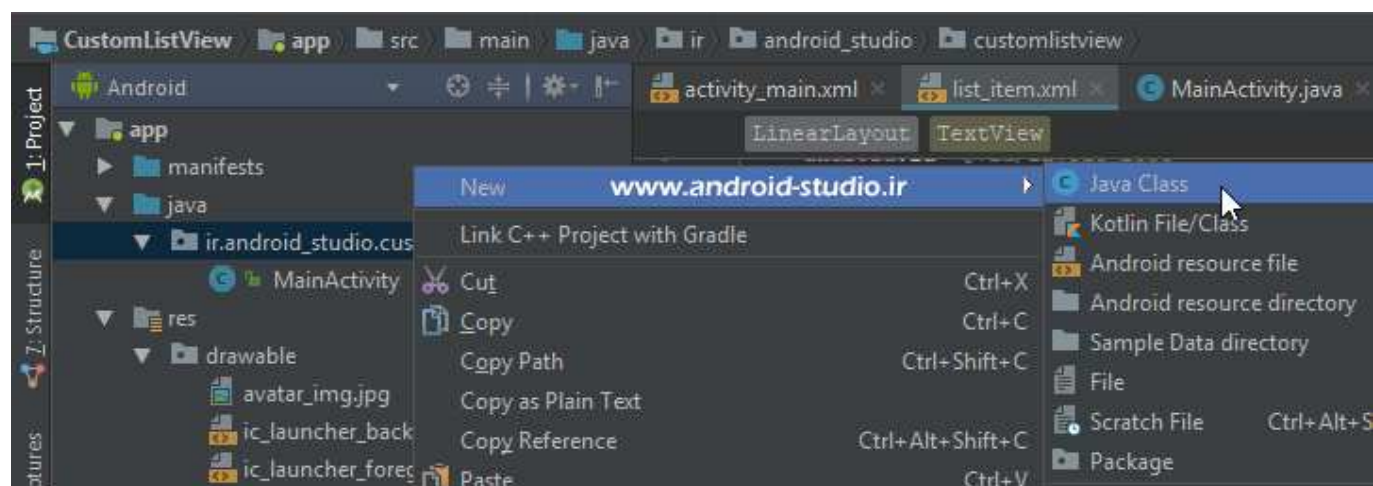 CustomListView app src main java ir android_studio customlistview
Android
activity_main.xml list_item.xml MainActivity.java
1: Project
app
LinearLayout TextView
manifests
New www.android-studio.ir
Java Class
java
Kotlin File/Class
ir.android_studio.cus
Link C++ Project with Gradle
Android resource file
MainActivity
Cut Ctrl+X
Android resource directory
res
Copy Ctrl+C
Sample Data directory
drawable
Copy Path Ctrl+Shift+C
File
avatar_img.jpg
Copy as Plain Text
Scratch File Ctrl+Alt+S
ic_launcher_back
Copy Reference Ctrl+Alt+Shift+C
Package
ic_launcher_foreg
Paste Ctrl+V
Z: Structure
ptures